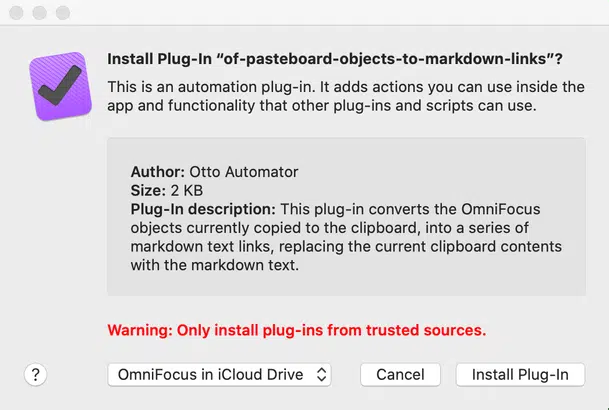 Install Plug-In “of-pasteboard-objects-to-markdown-links”?
This is an automation plug-in. It adds actions you can use inside the
app and functionality that other plug-ins and scripts can use.
Author: Otto Automator
Size: 2 KB
Plug-In description: This plug-in converts the OmniFocus
objects currently copied to the clipboard, into a series of
markdown text links, replacing the current clipboard contents
with the markdown text.
Warning: Only install plug-ins from trusted sources.
?
OmniFocus in iCloud Drive
Cancel
Install Plug-In